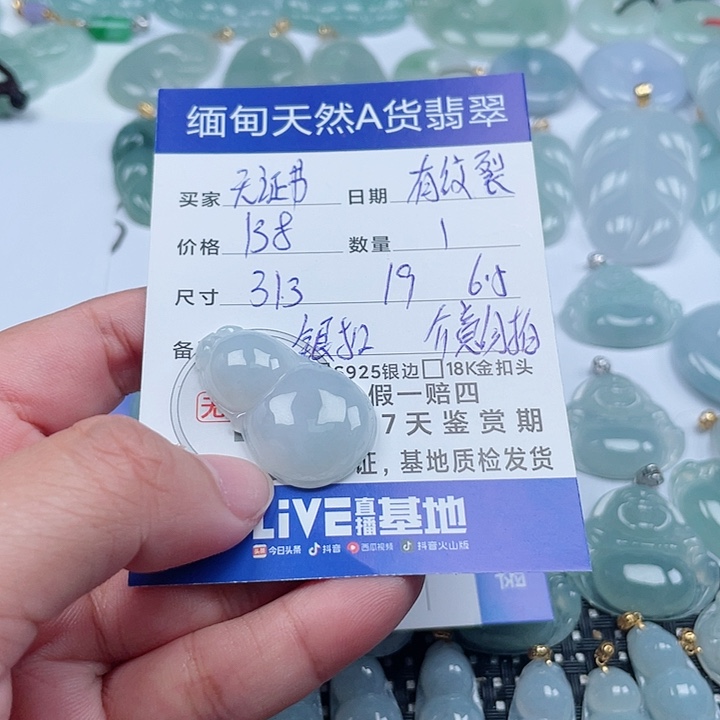 缅甸天然A货翡翠
买家 无证书 日期 有纹裂
价格 138 数量 1
尺寸 31.3 19 6.5
备 银扣 介意勿拍
S925银边□18K金扣头
无 假一赔四
7天鉴赏期
证,基地质检发货
LiVE直播基地
头条 今日头条 抖音 西瓜视频 抖音火山版